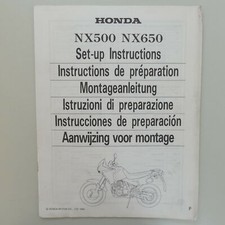 HONDA
NX500 NX650
Set-up Instructions
Instructions de préparation
Montageanleitung
Istruzioni di preparazione
Instrucciones de preparación
Aanwijzing voor montage